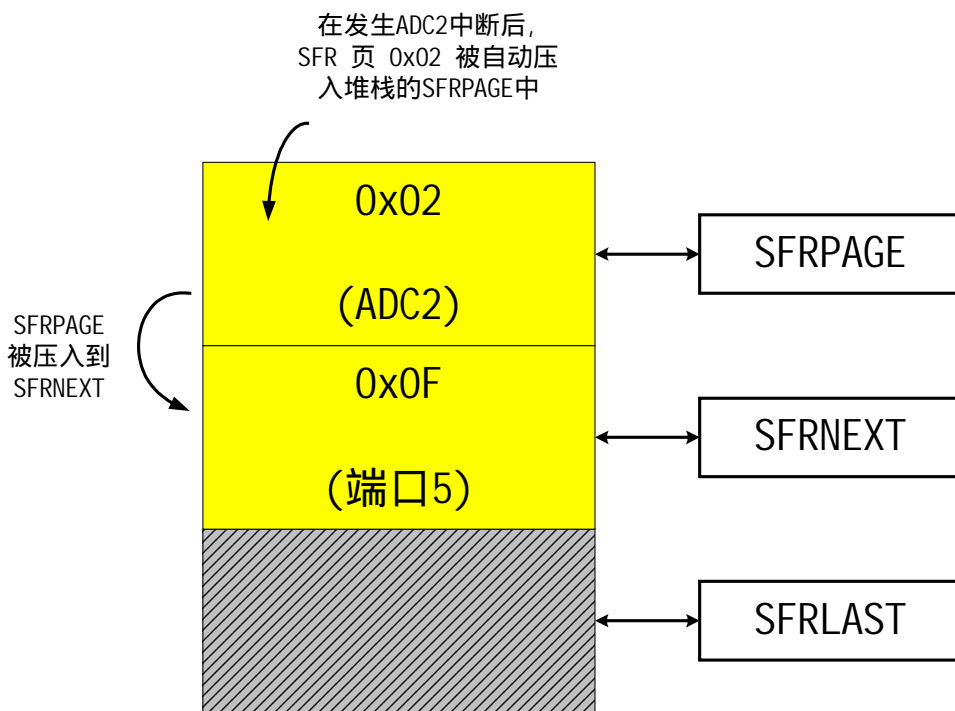 在发生ADC2中断后,
SFR 页 0x02 被自动压
入堆栈的SFRPAGE中
0x02
(ADC2)
SFRPAGE
SFRPAGE
被压入到
SFRNEXT
0x0F
(端口5)
SFRNEXT
SFRLAST